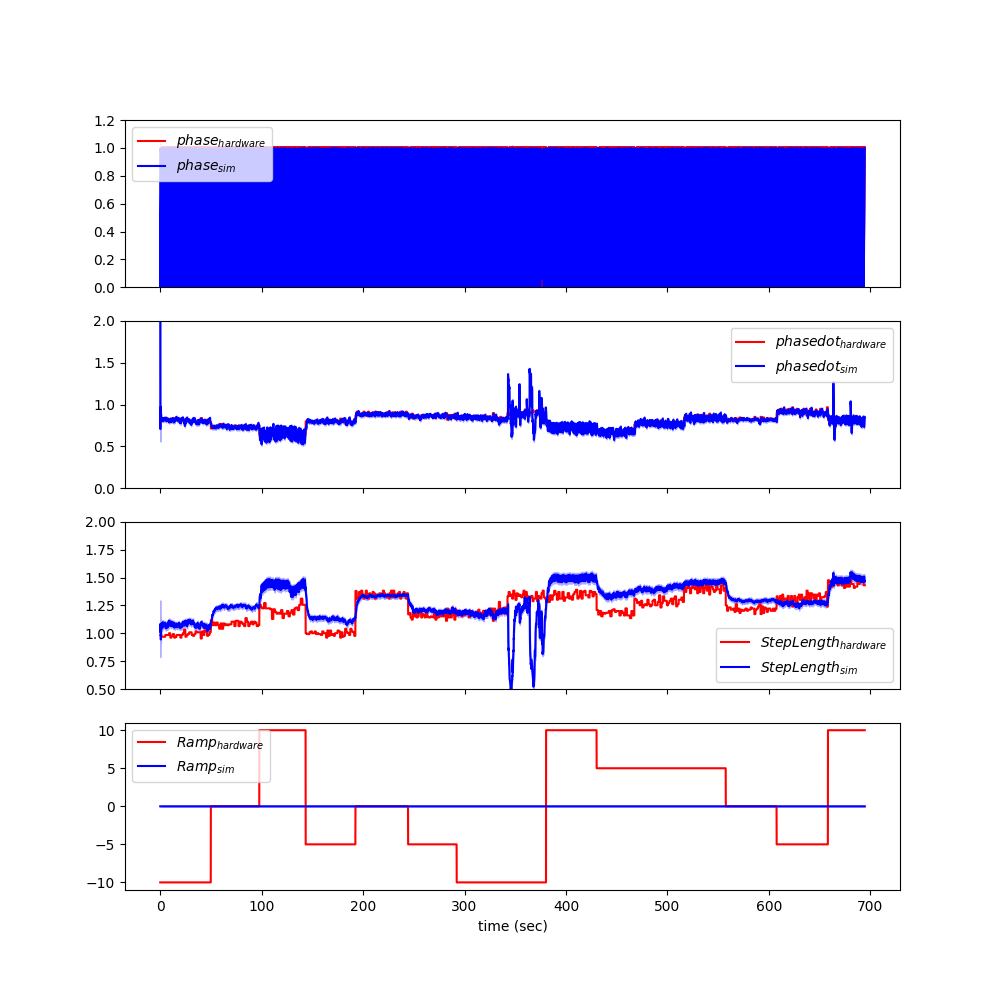 1.2
1.0
0.8
0.6
0.4
0.2
0.0
phase_hardware
phase_sim
2.0
1.5
1.0
0.5
0.0
phasedot_hardware
phasedot_sim
2.00
1.75
1.50
1.25
1.00
0.75
0.50
StepLength_hardware
StepLength_sim
10
5
0
−5
−10
Ramp_hardware
Ramp_sim
0 100 200 300 400 500 600 700
time (sec)